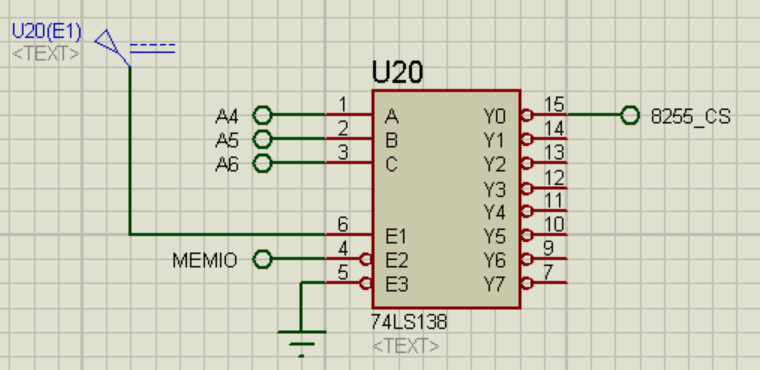 U20(E1)
<TEXT>
U20
A4 1 A Y0 15 8255_CS
A5 2 B Y1 14
A6 3 C Y2 13
Y3 12
Y4 11
6 E1 Y5 10
MEMIO 4 E2 Y6 9
5 E3 Y7 7
74LS138
<TEXT>